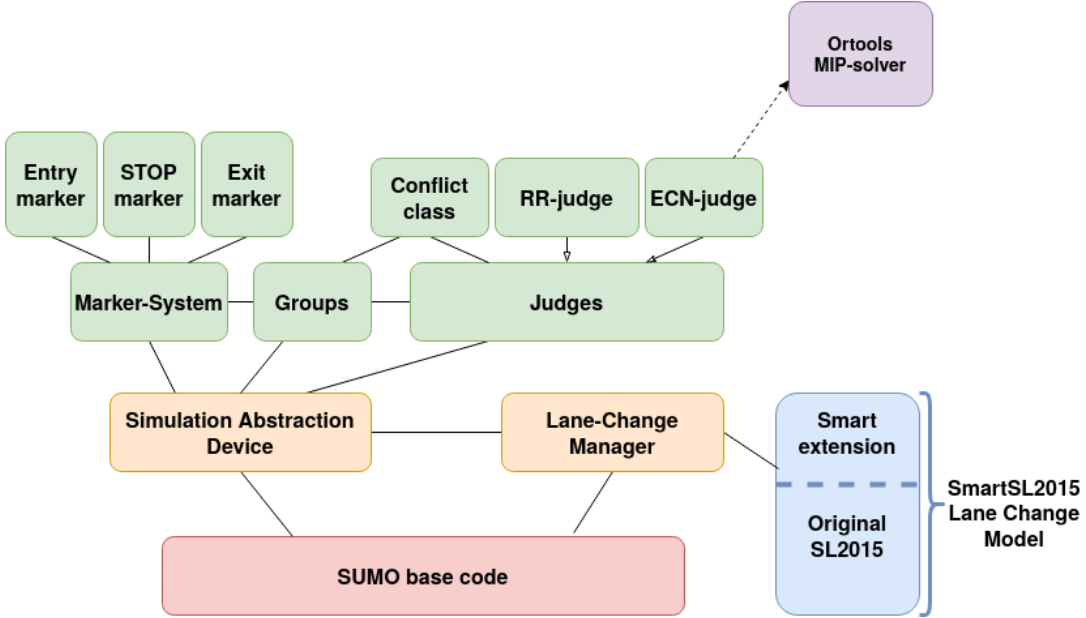 Ortools
MIP-solver
Entry
marker
STOP
marker
Exit
marker
Conflict
class
RR-judge
ECN-judge
Marker-System
Groups
Judges
Simulation Abstraction
Device
Lane-Change
Manager
Smart
extension
Original
SL2015
SmartSL2015
Lane Change
Model
SUMO base code